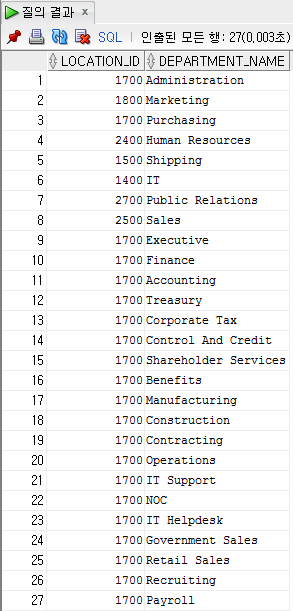 질의 결과 x
SQL | 인출된 모든 행: 27(0,003초)
LOCATION_ID DEPARTMENT_NAME
1 1700 Administration
2 1800 Marketing
3 1700 Purchasing
4 2400 Human Resources
5 1500 Shipping
6 1400 IT
7 2700 Public Relations
8 2500 Sales
9 1700 Executive
10 1700 Finance
11 1700 Accounting
12 1700 Treasury
13 1700 Corporate Tax
14 1700 Control And Credit
15 1700 Shareholder Services
16 1700 Benefits
17 1700 Manufacturing
18 1700 Construction
19 1700 Contracting
20 1700 Operations
21 1700 IT Support
22 1700 NOC
23 1700 IT Helpdesk
24 1700 Government Sales
25 1700 Retail Sales
26 1700 Recruiting
27 1700 Payroll